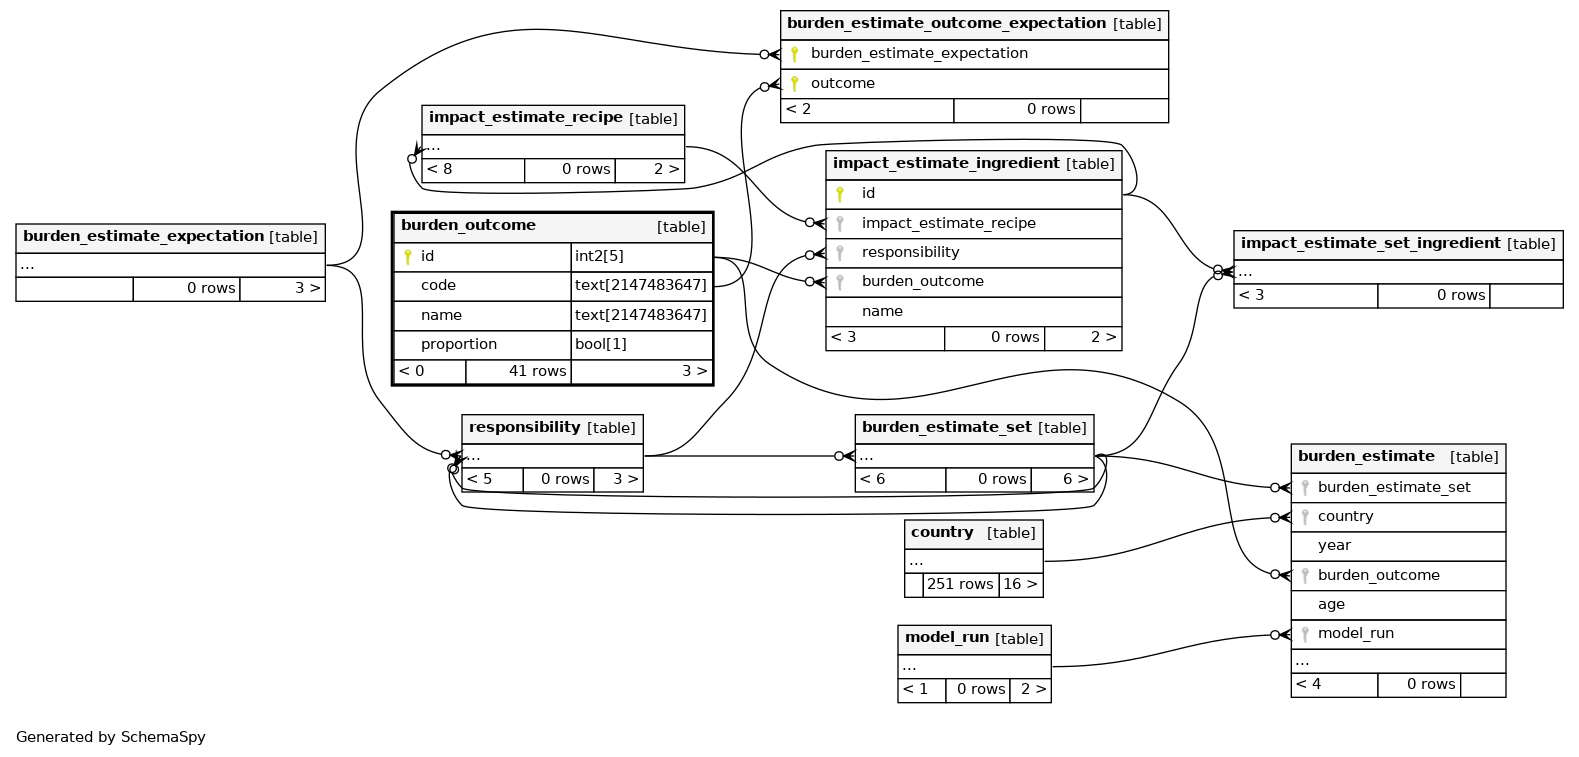 burden_estimate_outcome_expectation [table]
burden_estimate_expectation
outcome
< 2 0 rows
impact_estimate_recipe [table]
...
< 8 0 rows 2 >
impact_estimate_ingredient [table]
id
impact_estimate_recipe
responsibility
burden_outcome
name
< 3 0 rows 2 >
burden_outcome [table]
id int2[5]
code text[2147483647]
name text[2147483647]
proportion bool[1]
< 0 41 rows 3 >
burden_estimate_expectation [table]
...
0 rows 3 >
impact_estimate_set_ingredient [table]
...
< 3 0 rows
responsibility [table]
...
< 5 0 rows 3 >
burden_estimate_set [table]
...
< 6 0 rows 6 >
burden_estimate [table]
burden_estimate_set
country
year
burden_outcome
age
model_run
...
< 4 0 rows
country [table]
...
251 rows 16 >
model_run [table]
...
< 1 0 rows 2 >
Generated by SchemaSpy